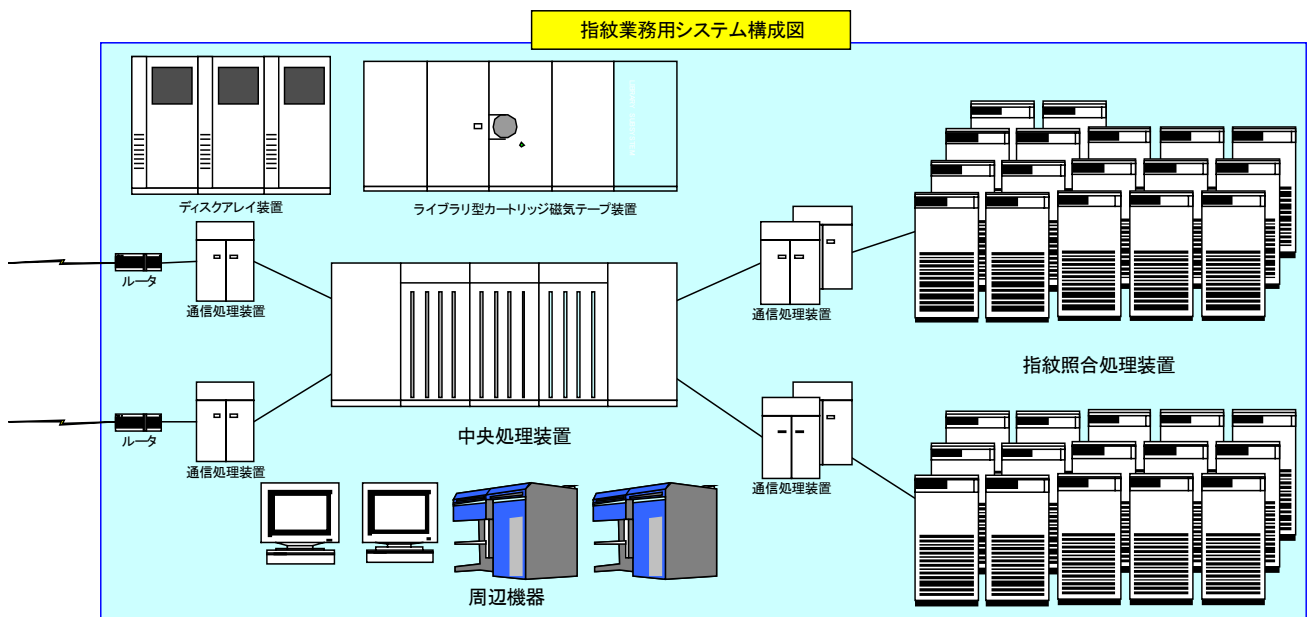 指紋業務用システム構成図
ディスクアレイ装置
ライブラリ型カートリッジ磁気テープ装置
ルータ
通信処理装置
通信処理装置
指紋照合処理装置
ルータ
通信処理装置
中央処理装置
通信処理装置
周辺機器